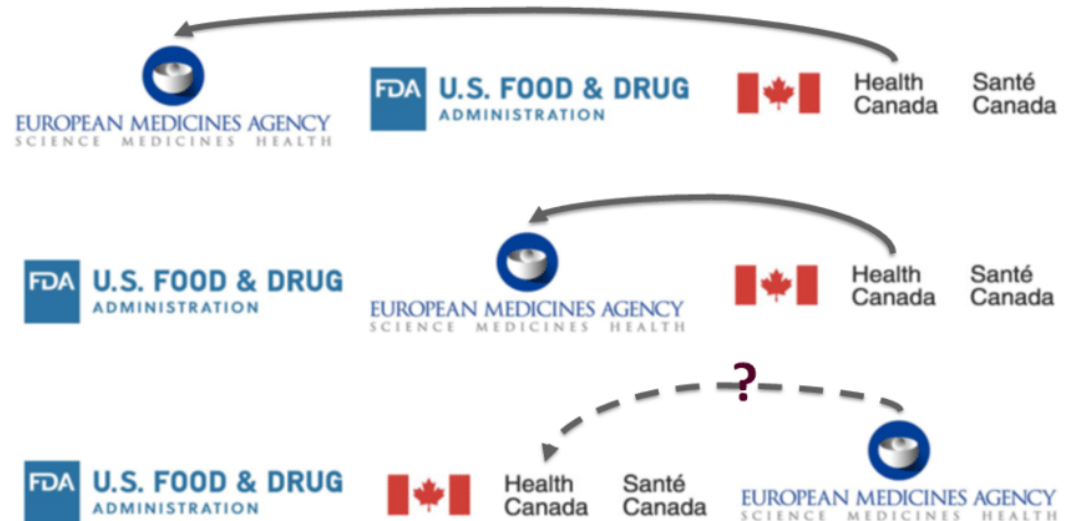 EUROPEAN MEDICINES AGENCY
SCIENCE MEDICINES HEALTH
FDA U.S. FOOD & DRUG
ADMINISTRATION
Health Santé
Canada Canada
FDA U.S. FOOD & DRUG
ADMINISTRATION
EUROPEAN MEDICINES AGENCY
SCIENCE MEDICINES HEALTH
Health Santé
Canada Canada
?
FDA U.S. FOOD & DRUG
ADMINISTRATION
Health Santé
Canada Canada
EUROPEAN MEDICINES AGENCY
SCIENCE MEDICINES HEALTH